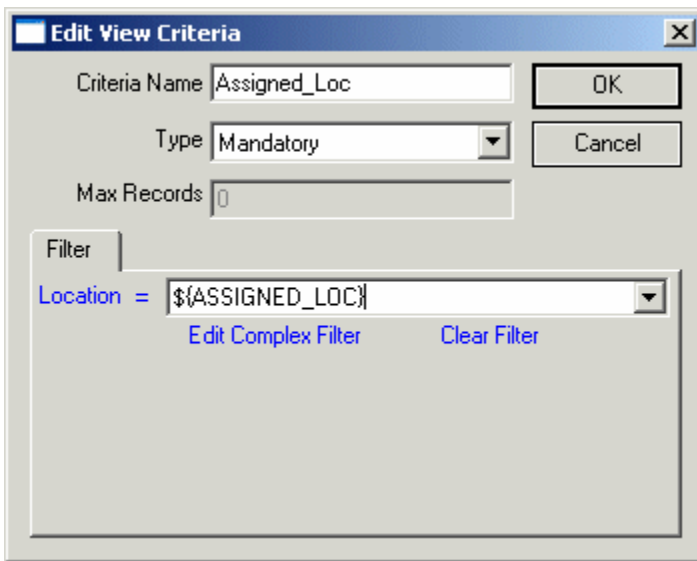 Edit View Criteria
Criteria Name Assigned_Loc OK
Type Mandatory Cancel
Max Records 0
Filter
Location = ${ASSIGNED_LOC}
Edit Complex Filter Clear Filter